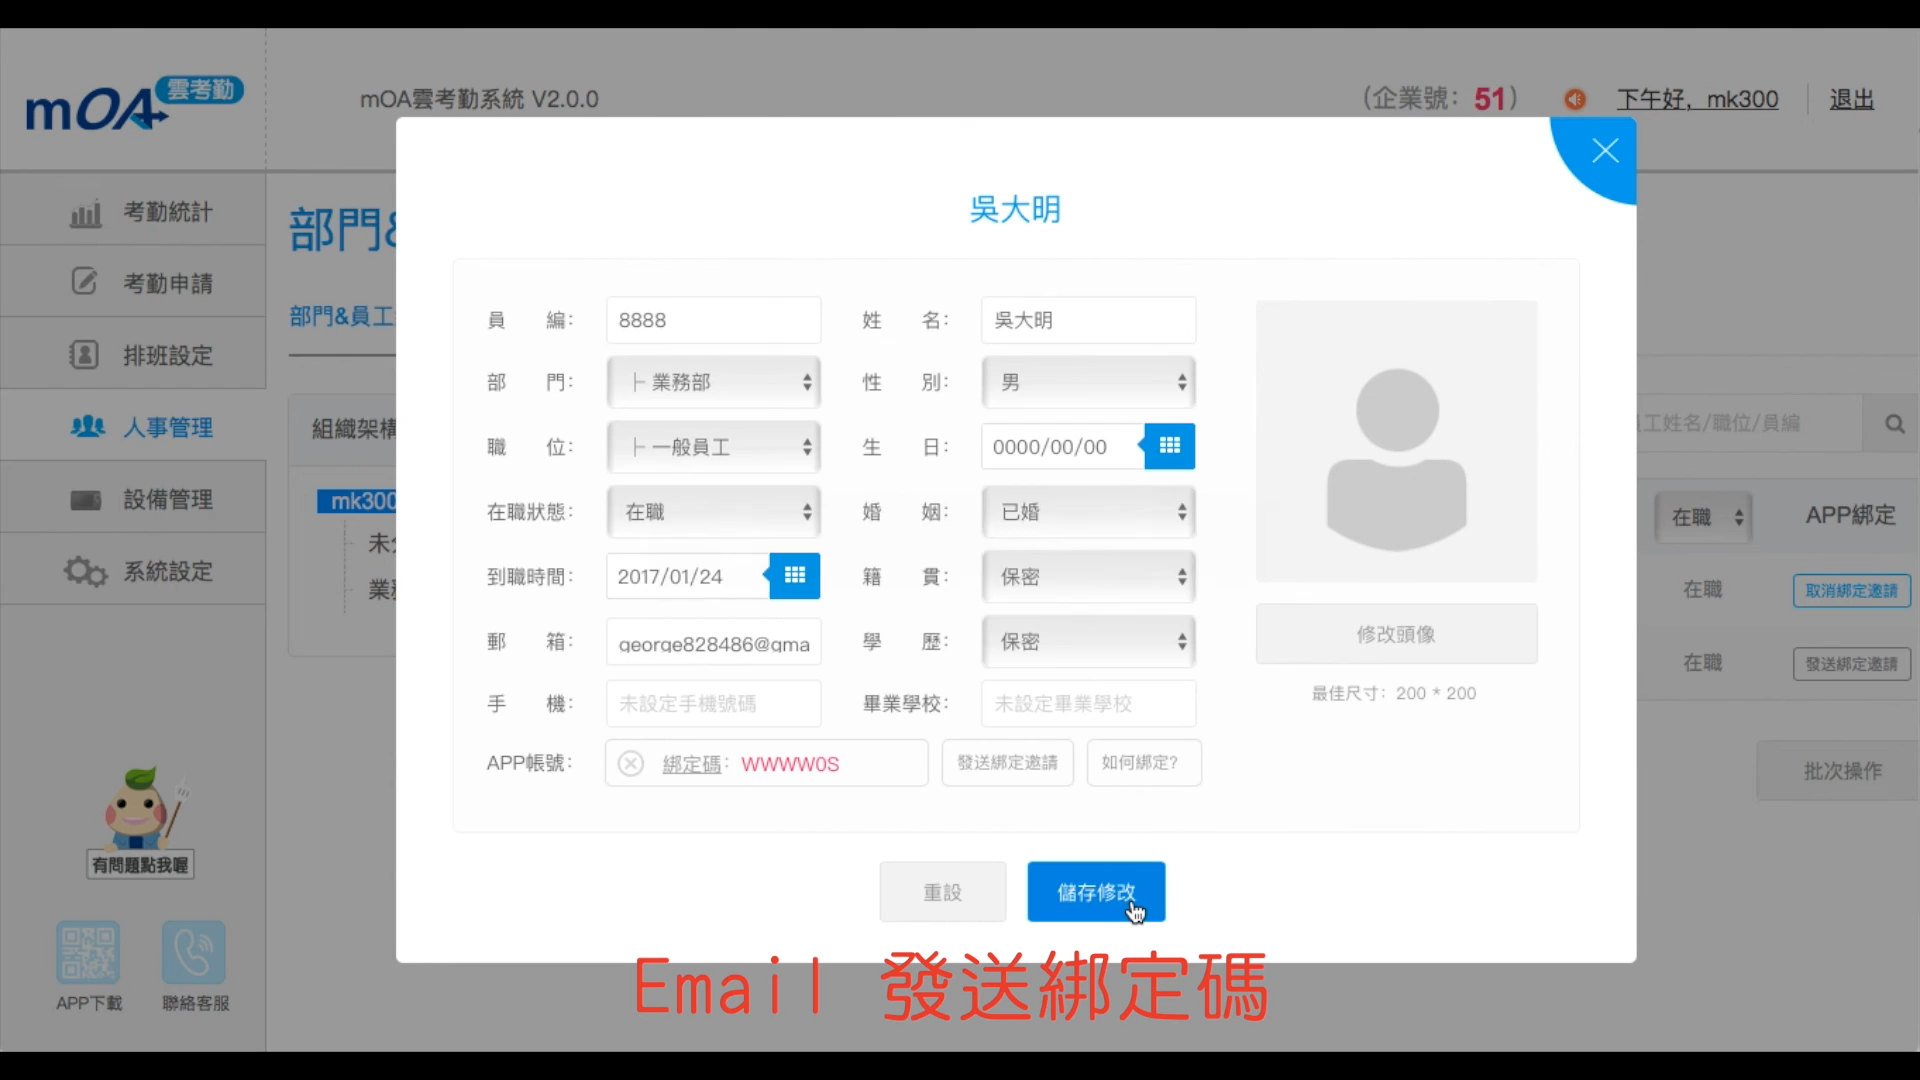 mOA雲考勤
mOA雲考勤系統 V2.0.0
(企業號： 51)
下午好，mk300
退出
考勤統計
考勤申請
排班設定
人事管理
設備管理
系統設定
有問題點我喔
APP下載
聯絡客服
部門&
部門&員工
組織架構
mk300
未
業
吳大明
員 編： 8888
姓 名： 吳大明
部 門： ├ 業務部
性 別： 男
職 位： ├ 一般員工
生 日： 0000/00/00
在職狀態： 在職
婚 姻： 已婚
到職時間： 2017/01/24
籍 貫： 保密
郵 箱： george828486@gma
學 歷： 保密
手 機： 未設定手機號碼
畢業學校： 未設定畢業學校
APP帳號： 綁定碼： WWWW0S
發送綁定邀請
如何綁定?
修改頭像
最佳尺寸：200 * 200
重設
儲存修改
工姓名/職位/員編
在職
APP綁定
在職
取消綁定邀請
在職
發送綁定邀請
批次操作
Email 發送綁定碼